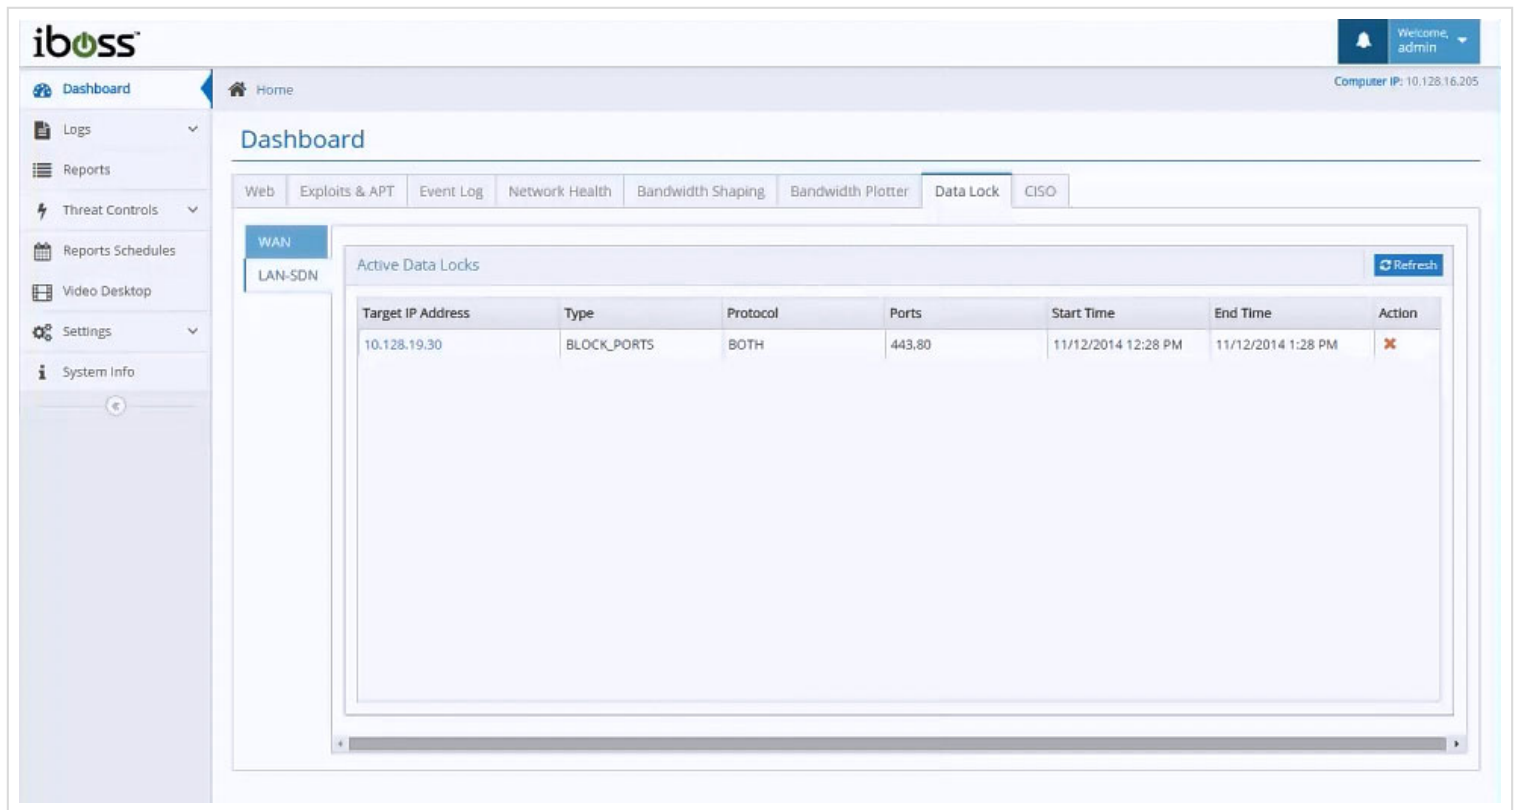 iboss™
Welcome,
admin
Dashboard
Home
Computer IP: 10.128.16.205
Logs
Reports
Threat Controls
Reports Schedules
Video Desktop
Settings
System Info
Dashboard
Web Exploits & APT Event Log Network Health Bandwidth Shaping Bandwidth Plotter Data Lock CISO
WAN
LAN-SDN
Active Data Locks
Refresh
Target IP Address Type Protocol Ports Start Time End Time Action
10.128.19.30 BLOCK_PORTS BOTH 443,80 11/12/2014 12:28 PM 11/12/2014 1:28 PM